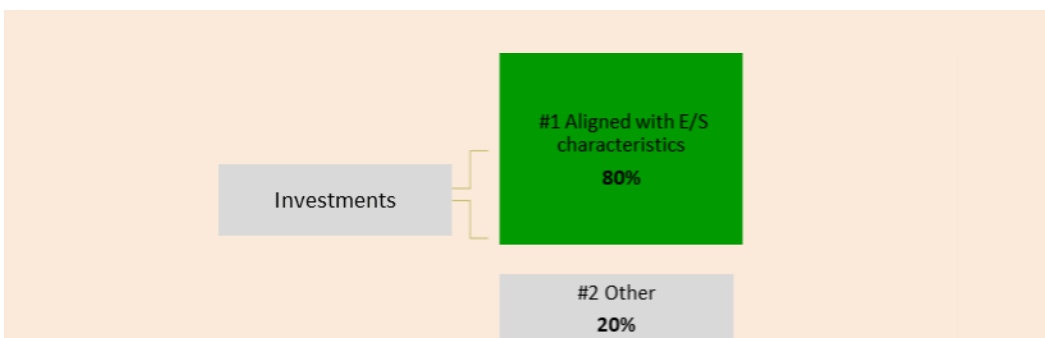 #1 Aligned with E/S
characteristics
80%
Investments
#2 Other
20%